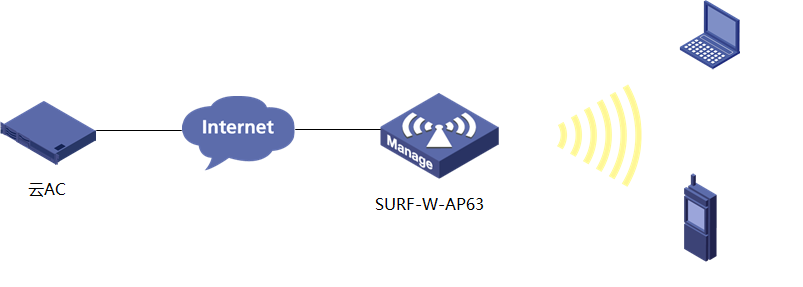 Internet
Manage
云AC
SURF-W-AP63